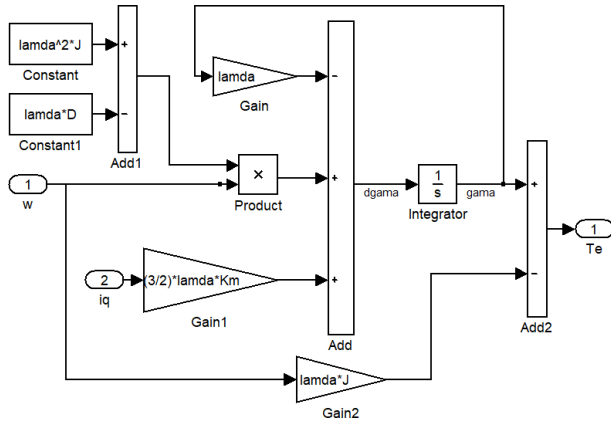 lamda^2*J
+
Constant
lamda*D
−
Constant1
Add1
lamda
Gain
−
1
w
×
Product
+
dgama
1
s
Integrator
gama
+
1
Te
2
iq
(3/2)*lamda*Km
Gain1
+
Add
−
Add2
lamda*J
Gain2